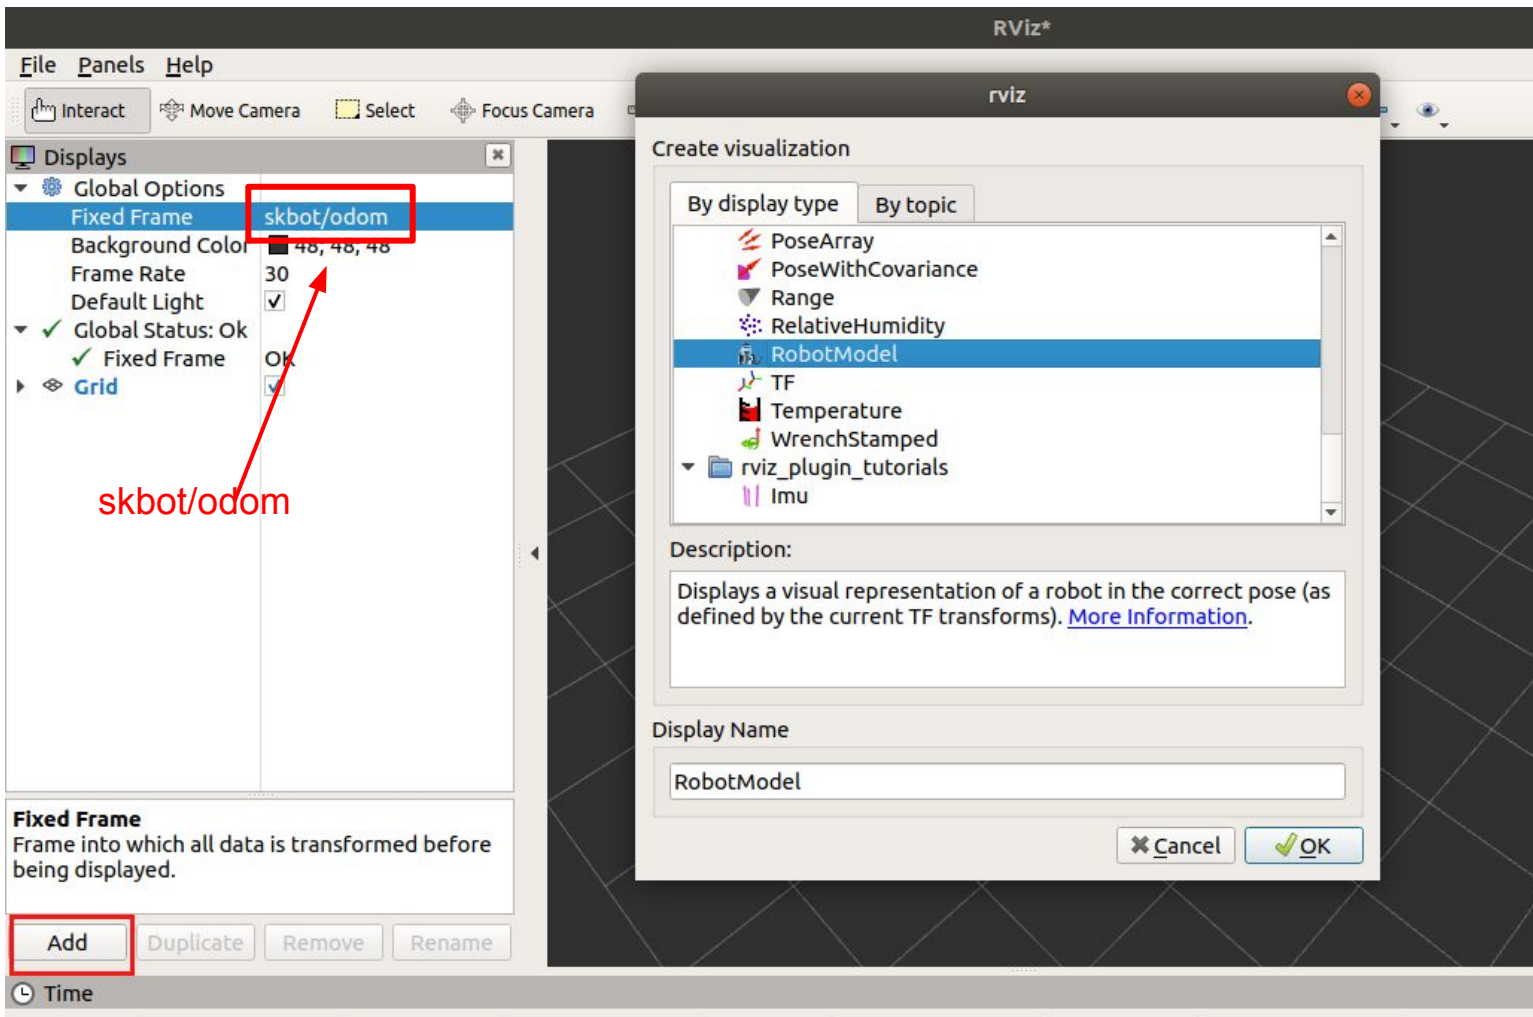 RViz*
File Panels Help
Interact Move Camera Select Focus Camera
Displays
Global Options
Fixed Frame skbot/odom
Background Color 48; 48; 48
Frame Rate 30
Default Light
Global Status: Ok
Fixed Frame OK
Grid
skbot/odom
Fixed Frame
Frame into which all data is transformed before
being displayed.
Add Duplicate Remove Rename
Time
rviz
Create visualization
By display type By topic
PoseArray
PoseWithCovariance
Range
RelativeHumidity
RobotModel
TF
Temperature
WrenchStamped
rviz_plugin_tutorials
Imu
Description:
Displays a visual representation of a robot in the correct pose (as
defined by the current TF transforms). More Information.
Display Name
RobotModel
Cancel OK